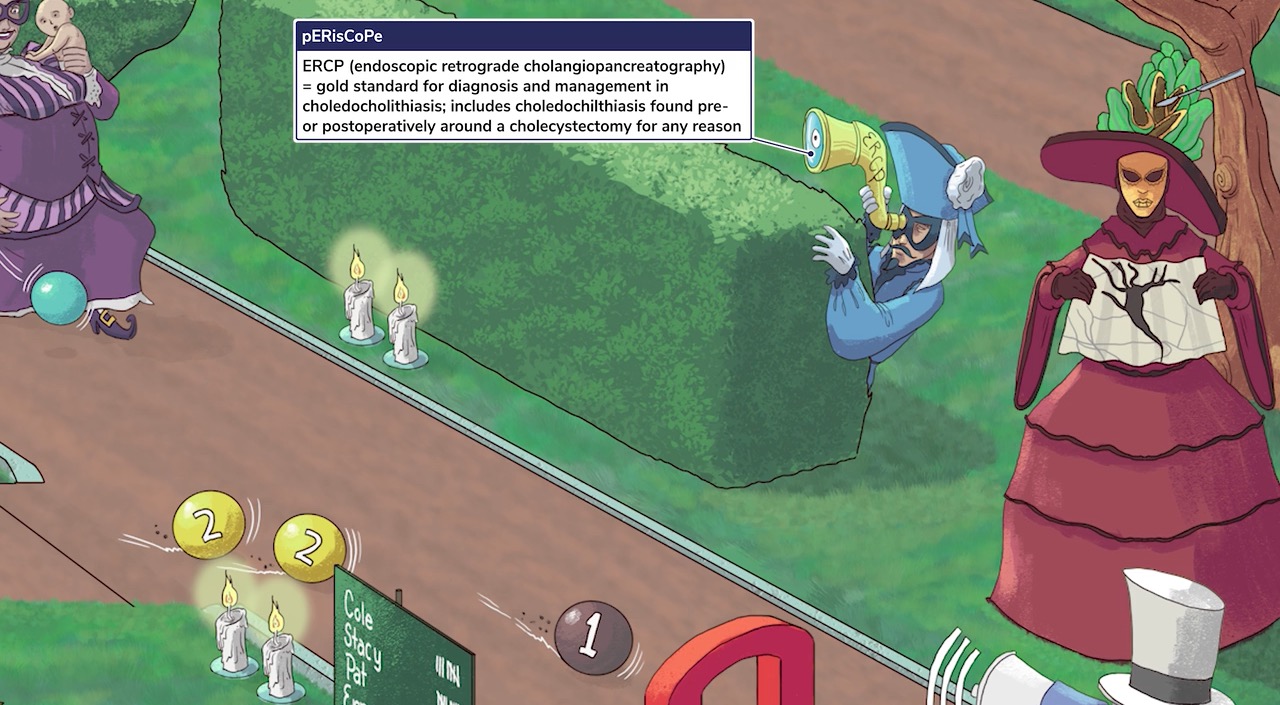 pERisCoPe
ERCP (endoscopic retrograde cholangiopancreatography)
= gold standard for diagnosis and management in
choledocholithiasis; includes choledochilthiasis found pre-
or postoperatively around a cholecystectomy for any reason
ERCP
2
2
1
Cole
Stacy
Pat